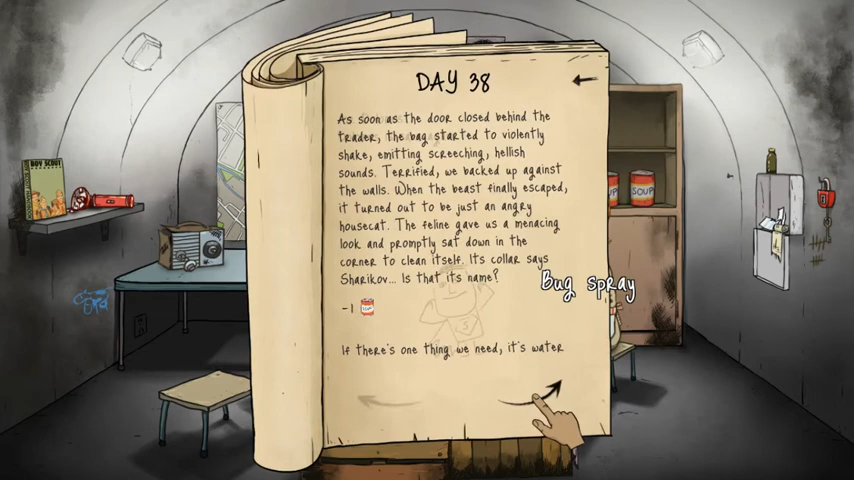 DAY 38
As soon as the door closed behind the
trader, the bag started to violently
shake, emitting screeching, hellish
sounds. Terrified, we backed up against
the walls. When the beast finally escaped,
it turned out to be just an angry
housecat. The feline gave us a menacing
look and promptly sat down in the
corner to clean itself. Its collar says
Sharikov... Is that it's name?
-1
If there's one thing we need, it's water
Bug spray
BOY SCOUT
SOUP
SOUP